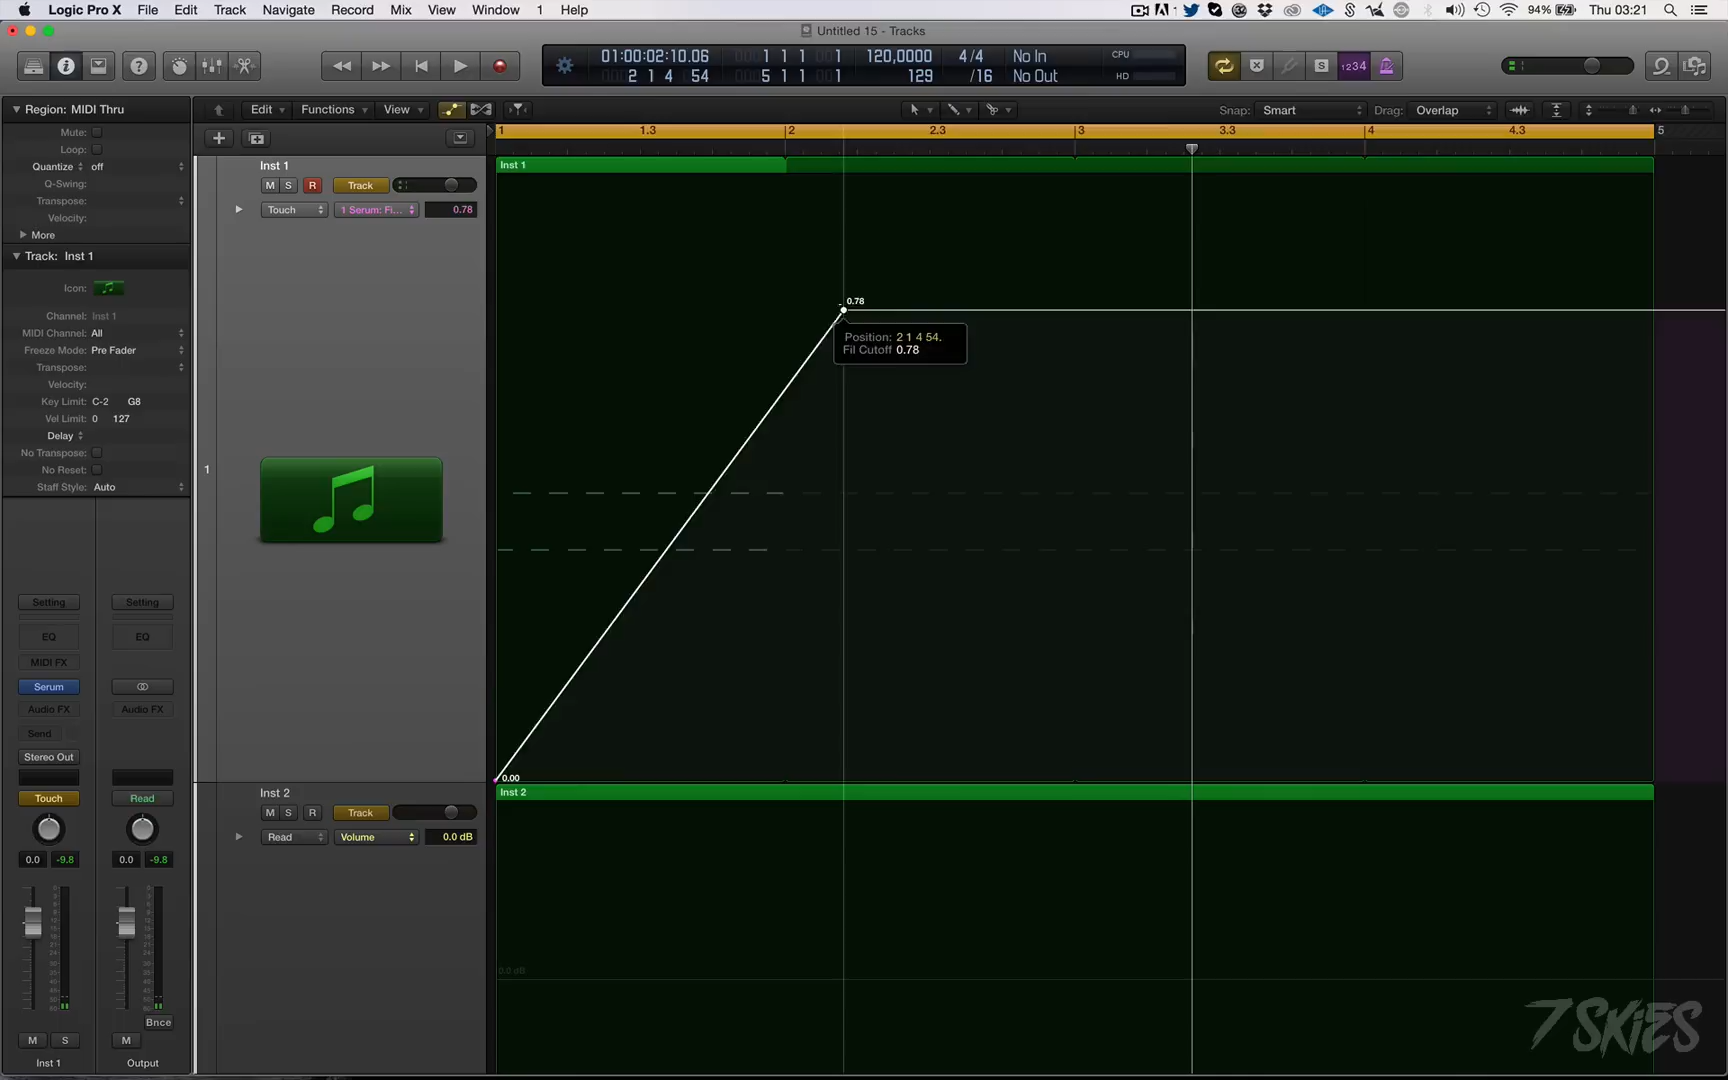 Logic Pro X File Edit Track Navigate Record Mix View Window 1 Help 94% Thu 03:21
Untitled 15 - Tracks
01:00:02:10.06 1 1 1 1 120,0000 4/4 No In CPU
2 1 4 54 5 1 1 1 129 /16 No Out HD
S 1234
Region: MIDI Thru
Edit Functions View Snap: Smart Drag: Overlap
Mute:
Loop:
Quantize off
Q-Swing:
Transpose:
Velocity:
More
1 1.3 2 2.3 3 3.3 4 4.3 5
Inst 1
M S R Track
Touch 1 Serum: Fi... 0.78
Inst 1
Track: Inst 1
Icon:
Channel: Inst 1
MIDI Channel: All
Freeze Mode: Pre Fader
Transpose:
Velocity:
Key Limit: C-2 G8
Vel Limit: 0 127
Delay
No Transpose:
No Reset:
Staff Style: Auto
0.78
Position: 2 1 4 54.
Fil Cutoff 0.78
1
0.00
Setting Setting
EQ EQ
MIDI FX
Serum
Audio FX Audio FX
Send
Stereo Out
Touch Read
0.0 -9.8 0.0 -9.8
Bnce
M S M
Inst 1 Output
Inst 2
M S R Track
Read Volume 0.0 dB
Inst 2
0.0 dB
7 SKIES